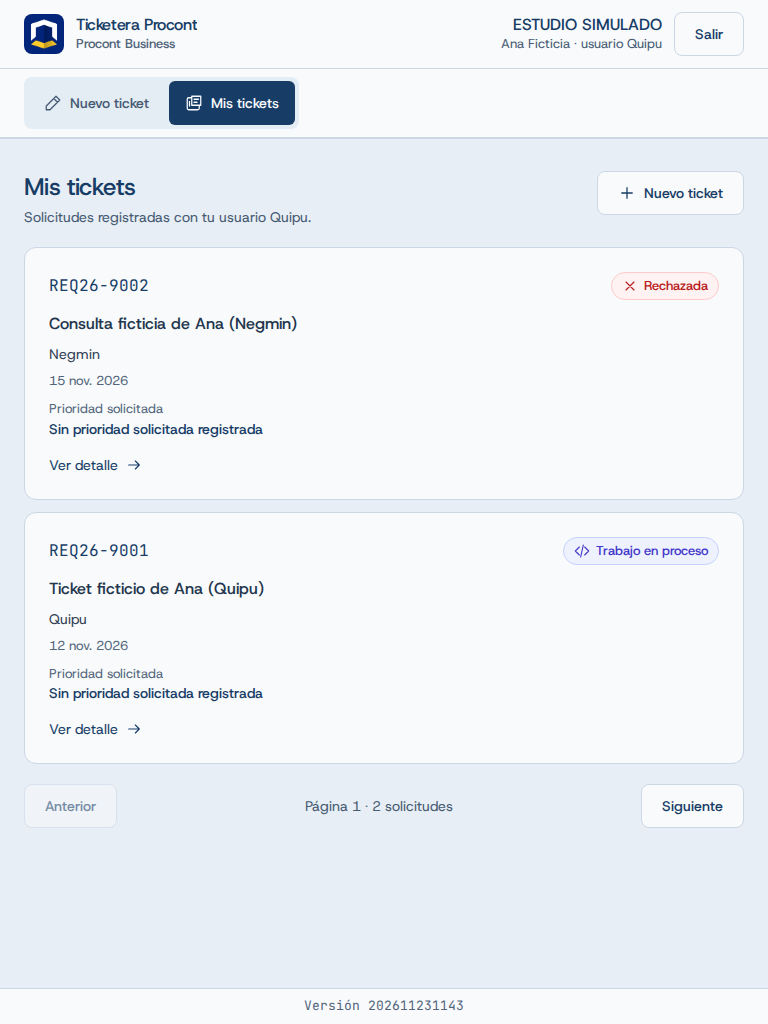 Ticketera Procont
Procont Business
ESTUDIO SIMULADO
Ana Ficticia · usuario Quipu
Salir
Nuevo ticket
Mis tickets
Mis tickets
Solicitudes registradas con tu usuario Quipu.
Nuevo ticket
REQ26-9002
Rechazada
Consulta ficticia de Ana (Negmin)
Negmin
15 nov. 2026
Prioridad solicitada
Sin prioridad solicitada registrada
Ver detalle
REQ26-9001
Trabajo en proceso
Ticket ficticio de Ana (Quipu)
Quipu
12 nov. 2026
Prioridad solicitada
Sin prioridad solicitada registrada
Ver detalle
Anterior
Página 1 · 2 solicitudes
Siguiente
Versión 202611231143